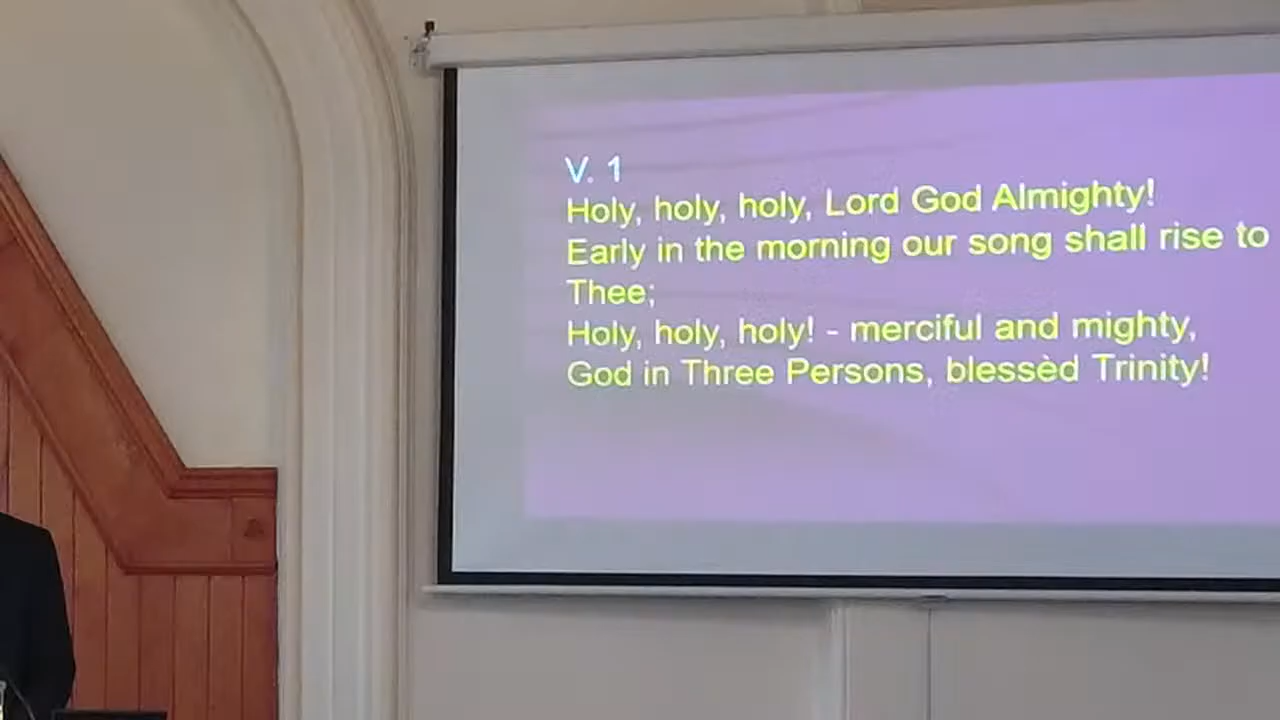 V. 1
Holy, holy, holy, Lord God Almighty!
Early in the morning our song shall rise to
Thee;
Holy, holy, holy! - merciful and mighty,
God in Three Persons, blessèd Trinity!